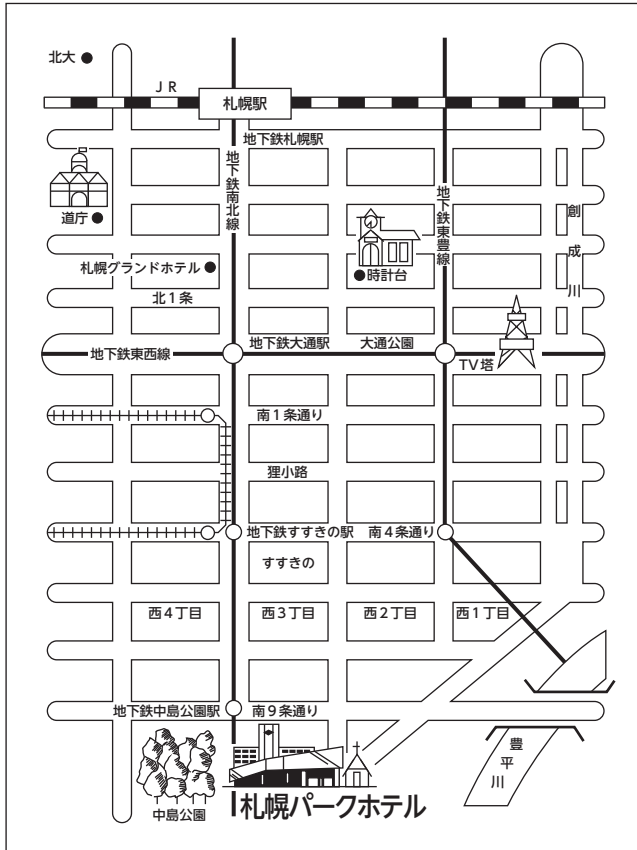 北大
JR
札幌駅
地下鉄札幌駅
地下鉄南北線
地下鉄東豊線
道庁
創成川
札幌グランドホテル
時計台
北1条
地下鉄東西線
地下鉄大通駅
大通公園
TV塔
南1条通り
狸小路
地下鉄すすきの駅
南4条通り
すすきの
西4丁目
西3丁目
西2丁目
西1丁目
地下鉄中島公園駅
南9条通り
豊平川
中島公園
札幌パークホテル